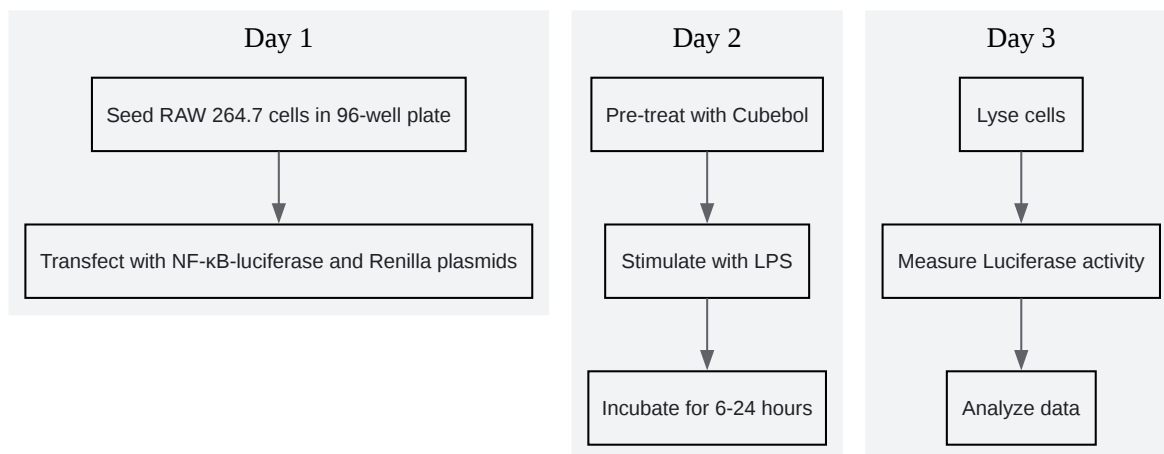 Day 1
Seed RAW 264.7 cells in 96-well plate
Transfect with NF-κB-luciferase and Renilla plasmids
Day 2
Pre-treat with Cubebol
Stimulate with LPS
Incubate for 6-24 hours
Day 3
Lyse cells
Measure Luciferase activity
Analyze data